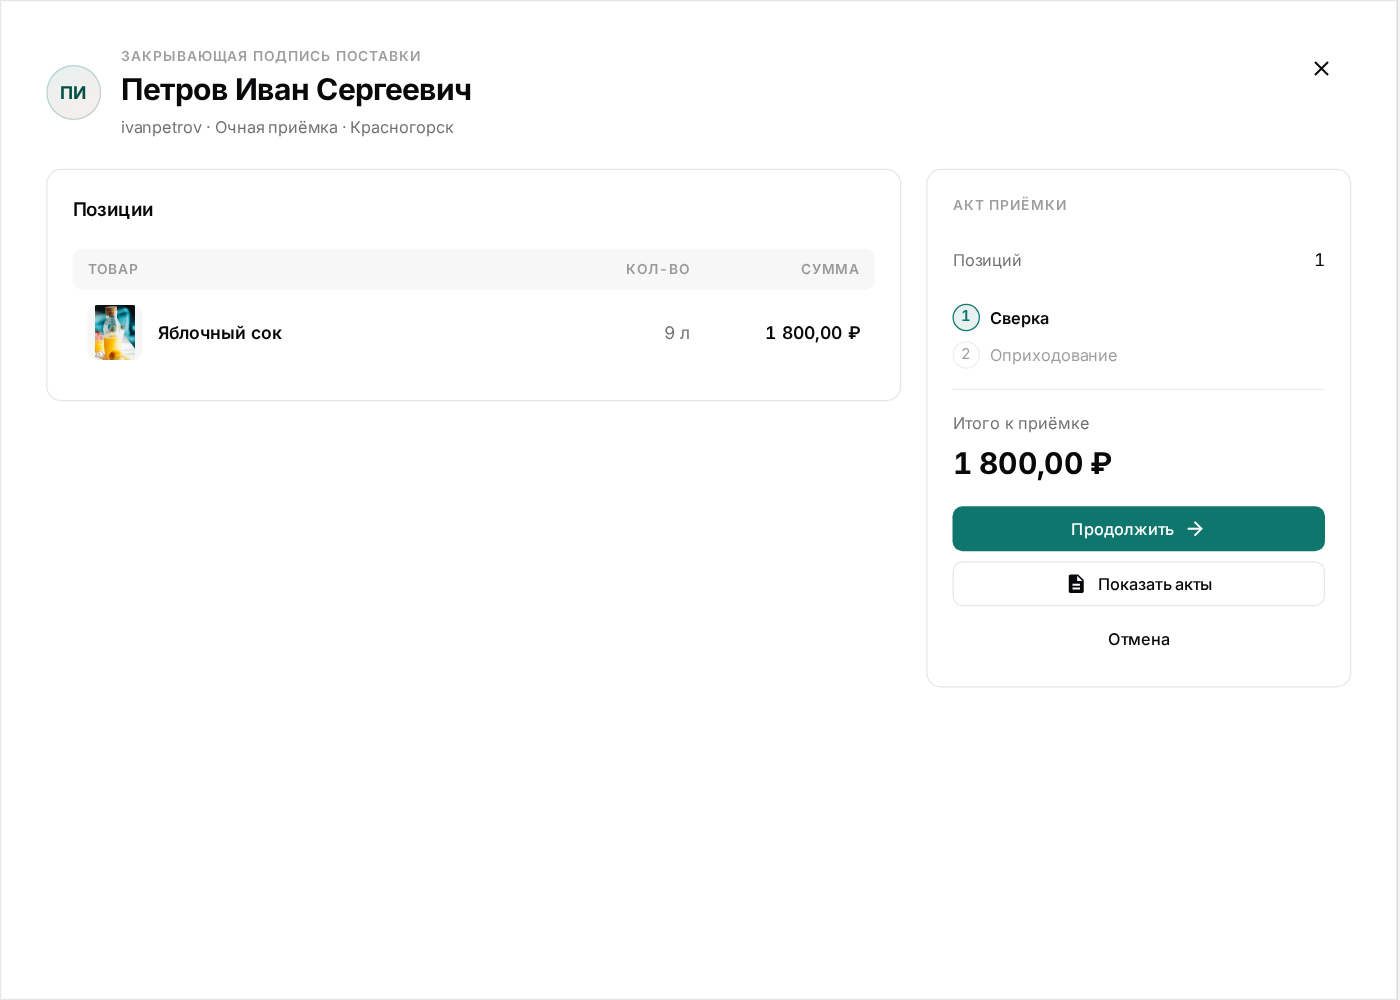 ЗАКРЫВАЮЩАЯ ПОДПИСЬ ПОСТАВКИ
ПИ
Петров Иван Сергеевич
ivanpetrov · Очная приёмка · Красногорск
Позиции
ТОВАР КОЛ-ВО СУММА
Яблочный сок 9 л 1 800,00 ₽
АКТ ПРИЁМКИ
Позиций 1
1 Сверка
2 Оприходование
Итого к приёмке
1 800,00 ₽
Продолжить →
Показать акты
Отмена